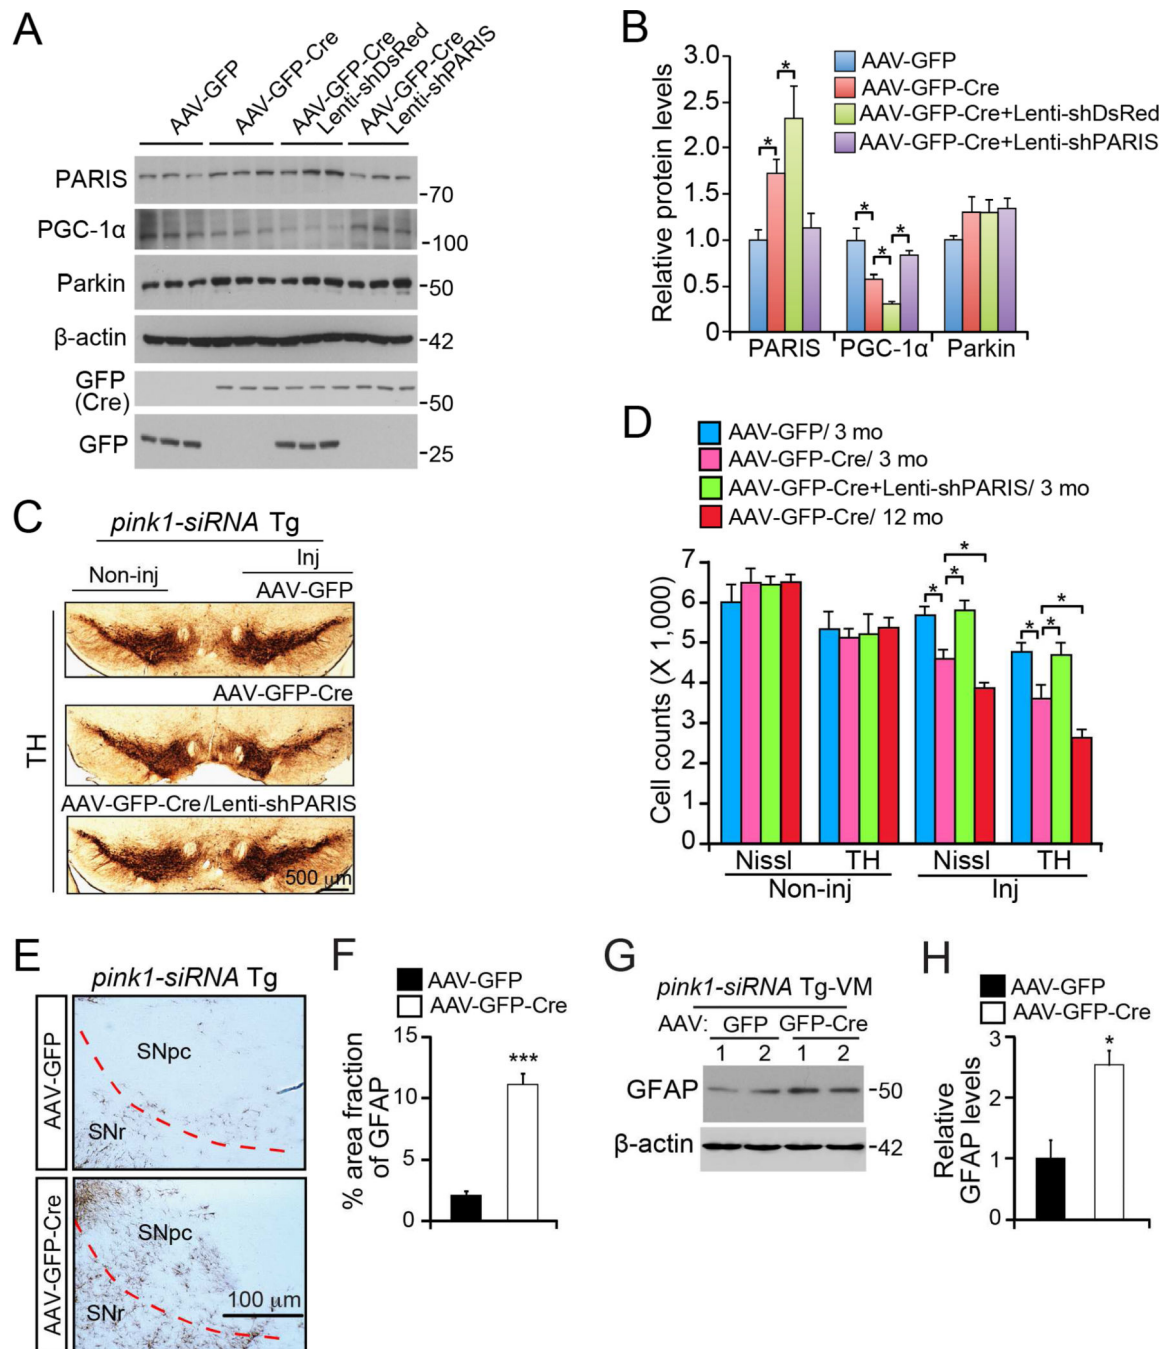 A
AAV-GFP
AAV-GFP-Cre
AAV-GFP-Cre
Lenti-shDsRed
AAV-GFP-Cre
Lenti-shPARIS
PARIS
-70
PGC-1α
-100
Parkin
-50
β-actin
-42
GFP
(Cre)
-50
GFP
-25
B
AAV-GFP
AAV-GFP-Cre
AAV-GFP-Cre+Lenti-shDsRed
AAV-GFP-Cre+Lenti-shPARIS
Relative protein levels
3.0
2.5
2.0
1.5
1.0
0.5
0
* * * * *
PARIS PGC-1α Parkin
C
pink1-siRNA Tg
Non-inj
Inj
AAV-GFP
AAV-GFP-Cre
AAV-GFP-Cre/Lenti-shPARIS
TH
500 μm
D
AAV-GFP/ 3 mo
AAV-GFP-Cre/ 3 mo
AAV-GFP-Cre+Lenti-shPARIS/ 3 mo
AAV-GFP-Cre/ 12 mo
Cell counts (X 1,000)
7
6
5
4
3
2
1
0
* * * * * *
Nissl TH Nissl TH
Non-inj Inj
E
pink1-siRNA Tg
AAV-GFP
SNpc
SNr
AAV-GFP-Cre
SNpc
SNr
100 μm
F
AAV-GFP
AAV-GFP-Cre
% area fraction
of GFAP
15
10
5
0
***
G
pink1-siRNA Tg-VM
AAV: GFP GFP-Cre
1 2 1 2
GFAP
-50
β-actin
-42
H
AAV-GFP
AAV-GFP-Cre
Relative
GFAP levels
3
2
1
0
*